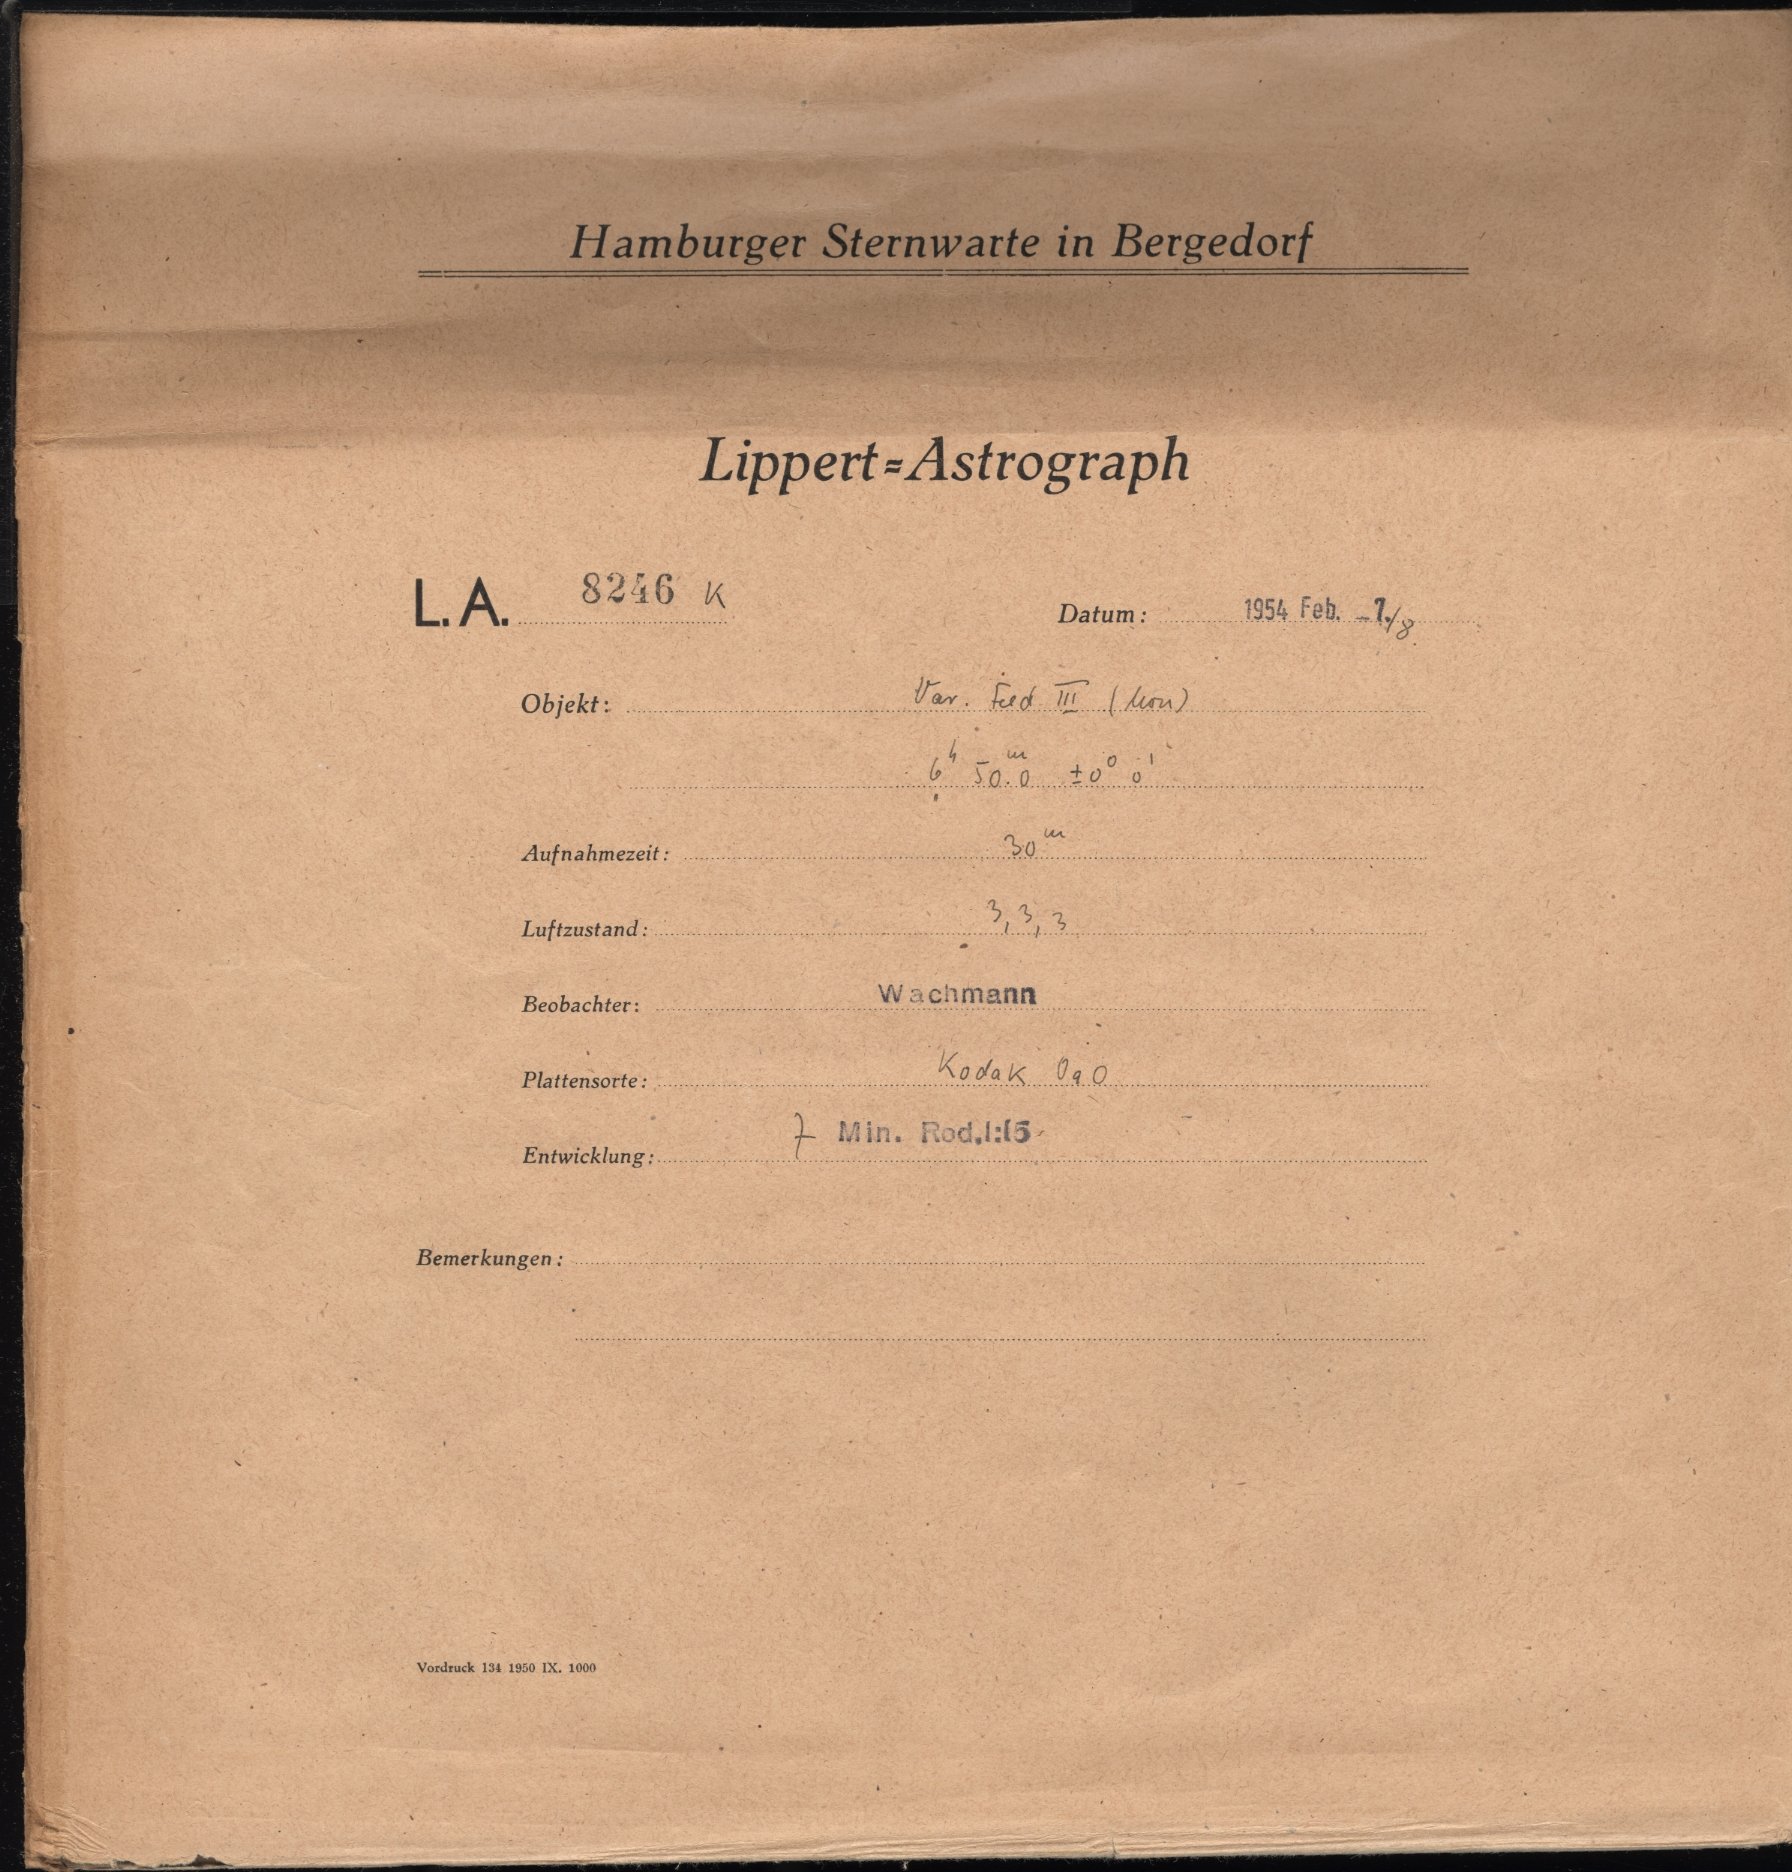 Hamburger Sternwarte in Bergedorf
Lippert=Astrograph
L. A. 8246 K
Datum: 1954 Feb. -7./8
Objekt: Var. Feld III (Mon)
6h 50.m0 ±0° 0'
Aufnahmezeit: 30m
Luftzustand: 3, 3, 3
Beobachter: Wachmann
Plattensorte: Kodak OaO
Entwicklung: 7 Min. Rod.1:15
Bemerkungen:
Vordruck 134 1950 IX. 1000